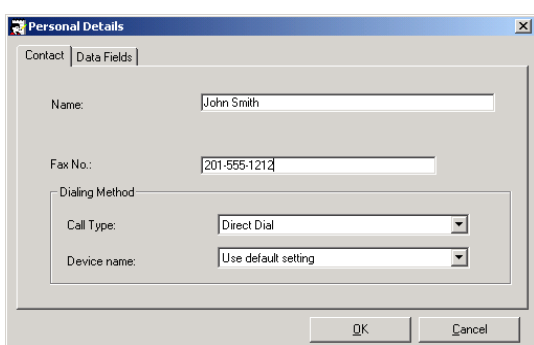 Personal Details
Contact Data Fields
Name: John Smith
Fax No.: 201-555-1212
Dialing Method
Call Type: Direct Dial
Device name: Use default setting
OK Cancel